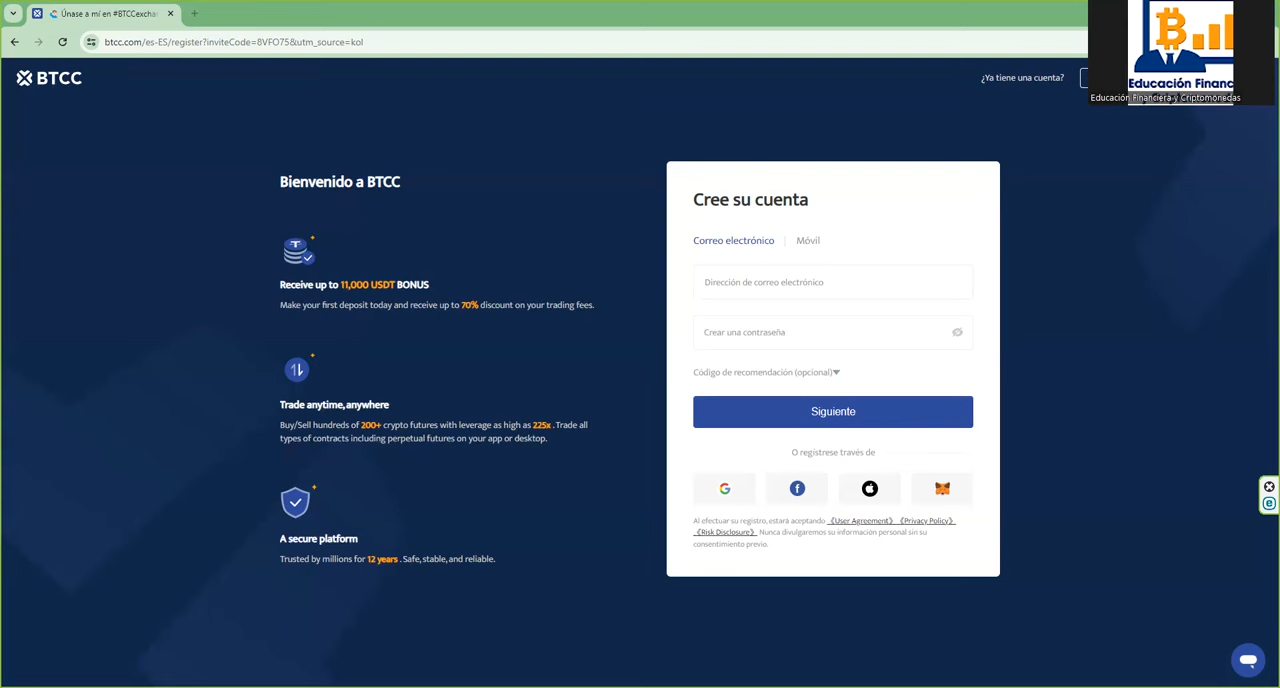 Únase a mí en #BTCCexchan
btcc.com/es-ES/register?inviteCode=8VFO75&utm_source=kol
BTCC
¿Ya tiene una cuenta?
Educación Financ
Educación Financiera y Criptomonedas
Bienvenido a BTCC
Receive up to 11,000 USDT BONUS
Make your first deposit today and receive up to 70% discount on your trading fees.
Trade anytime, anywhere
Buy/Sell hundreds of 200+ crypto futures with leverage as high as 225x . Trade all
types of contracts including perpetual futures on your app or desktop.
A secure platform
Trusted by millions for 12 years . Safe, stable, and reliable.
Cree su cuenta
Correo electrónico | Móvil
Dirección de correo electrónico
Crear una contraseña
Código de recomendación (opcional)
Siguiente
O regístrese través de
Al efectuar su registro, estará aceptando 《User Agreement》 《Privacy Policy》
《Risk Disclosure》 Nunca divulgaremos su información personal sin su
consentimiento previo.